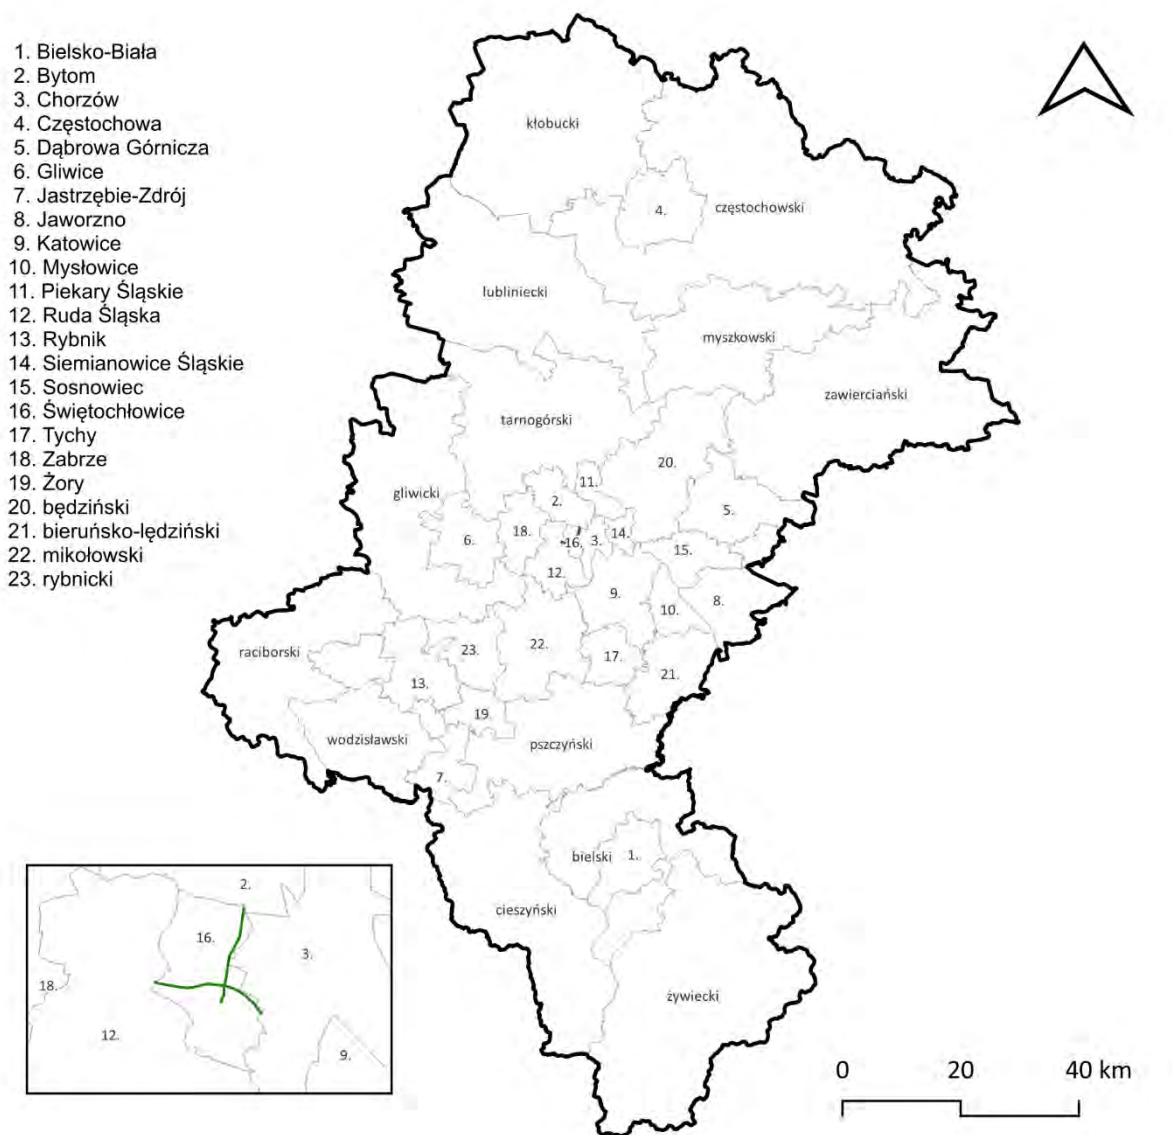 1. Bielsko-Biała
2. Bytom
3. Chorzów
4. Częstochowa
5. Dąbrowa Górnicza
6. Gliwice
7. Jastrzębie-Zdrój
8. Jaworzno
9. Katowice
10. Mysłowice
11. Piekary Śląskie
12. Ruda Śląska
13. Rybnik
14. Siemianowice Śląskie
15. Sosnowiec
16. Świętochłowice
17. Tychy
18. Zabrze
19. Żory
20. będziński
21. bieruńsko-lędziński
22. mikołowski
23. rybnicki
kłobucki
4.
częstochowski
lubliniecki
myszkowski
zawierciański
tarnogórski
20.
11.
gliwicki
2.
5.
6.
18.
16.
3.
14.
15.
12.
9.
10.
8.
raciborski
23.
22.
17.
21.
13.
19.
wodzisławski
pszczyński
7.
bielski
1.
cieszyński
żywiecki
2.
16.
3.
18.
12.
9.
0
20
40 km